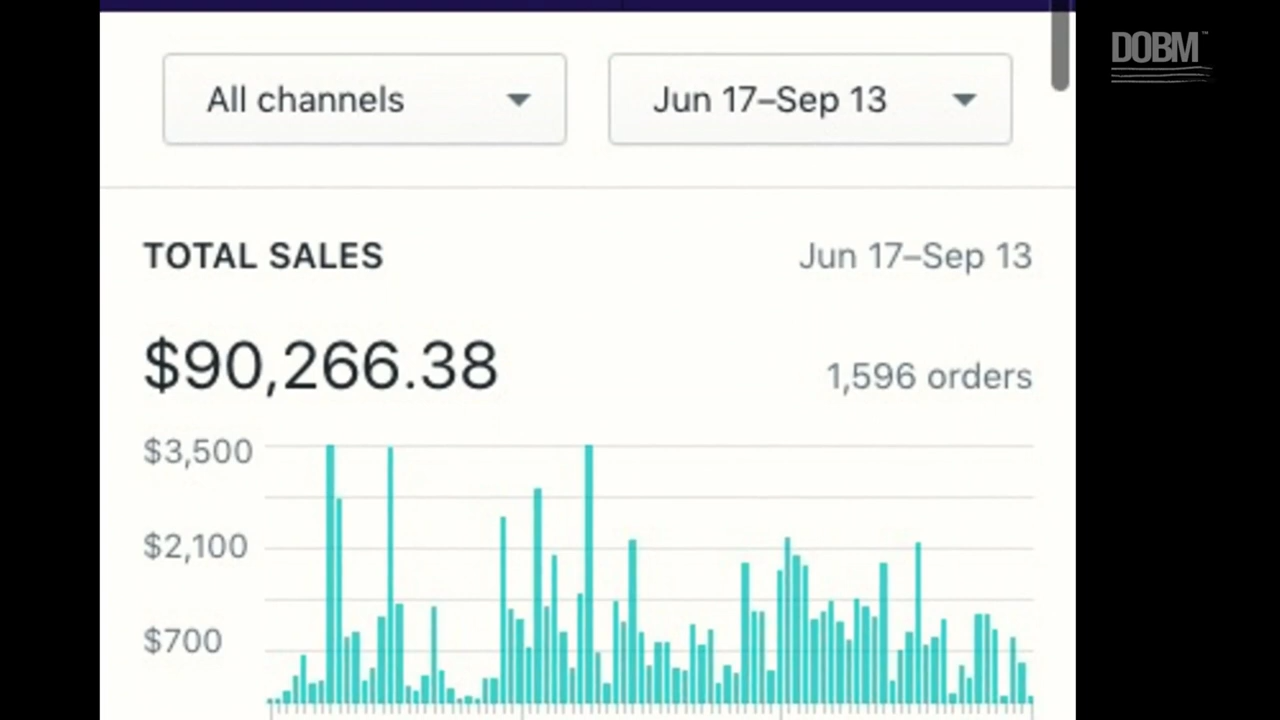 DOBM™
All channels
Jun 17–Sep 13
TOTAL SALES
Jun 17–Sep 13
$90,266.38
1,596 orders
$3,500
$2,100
$700